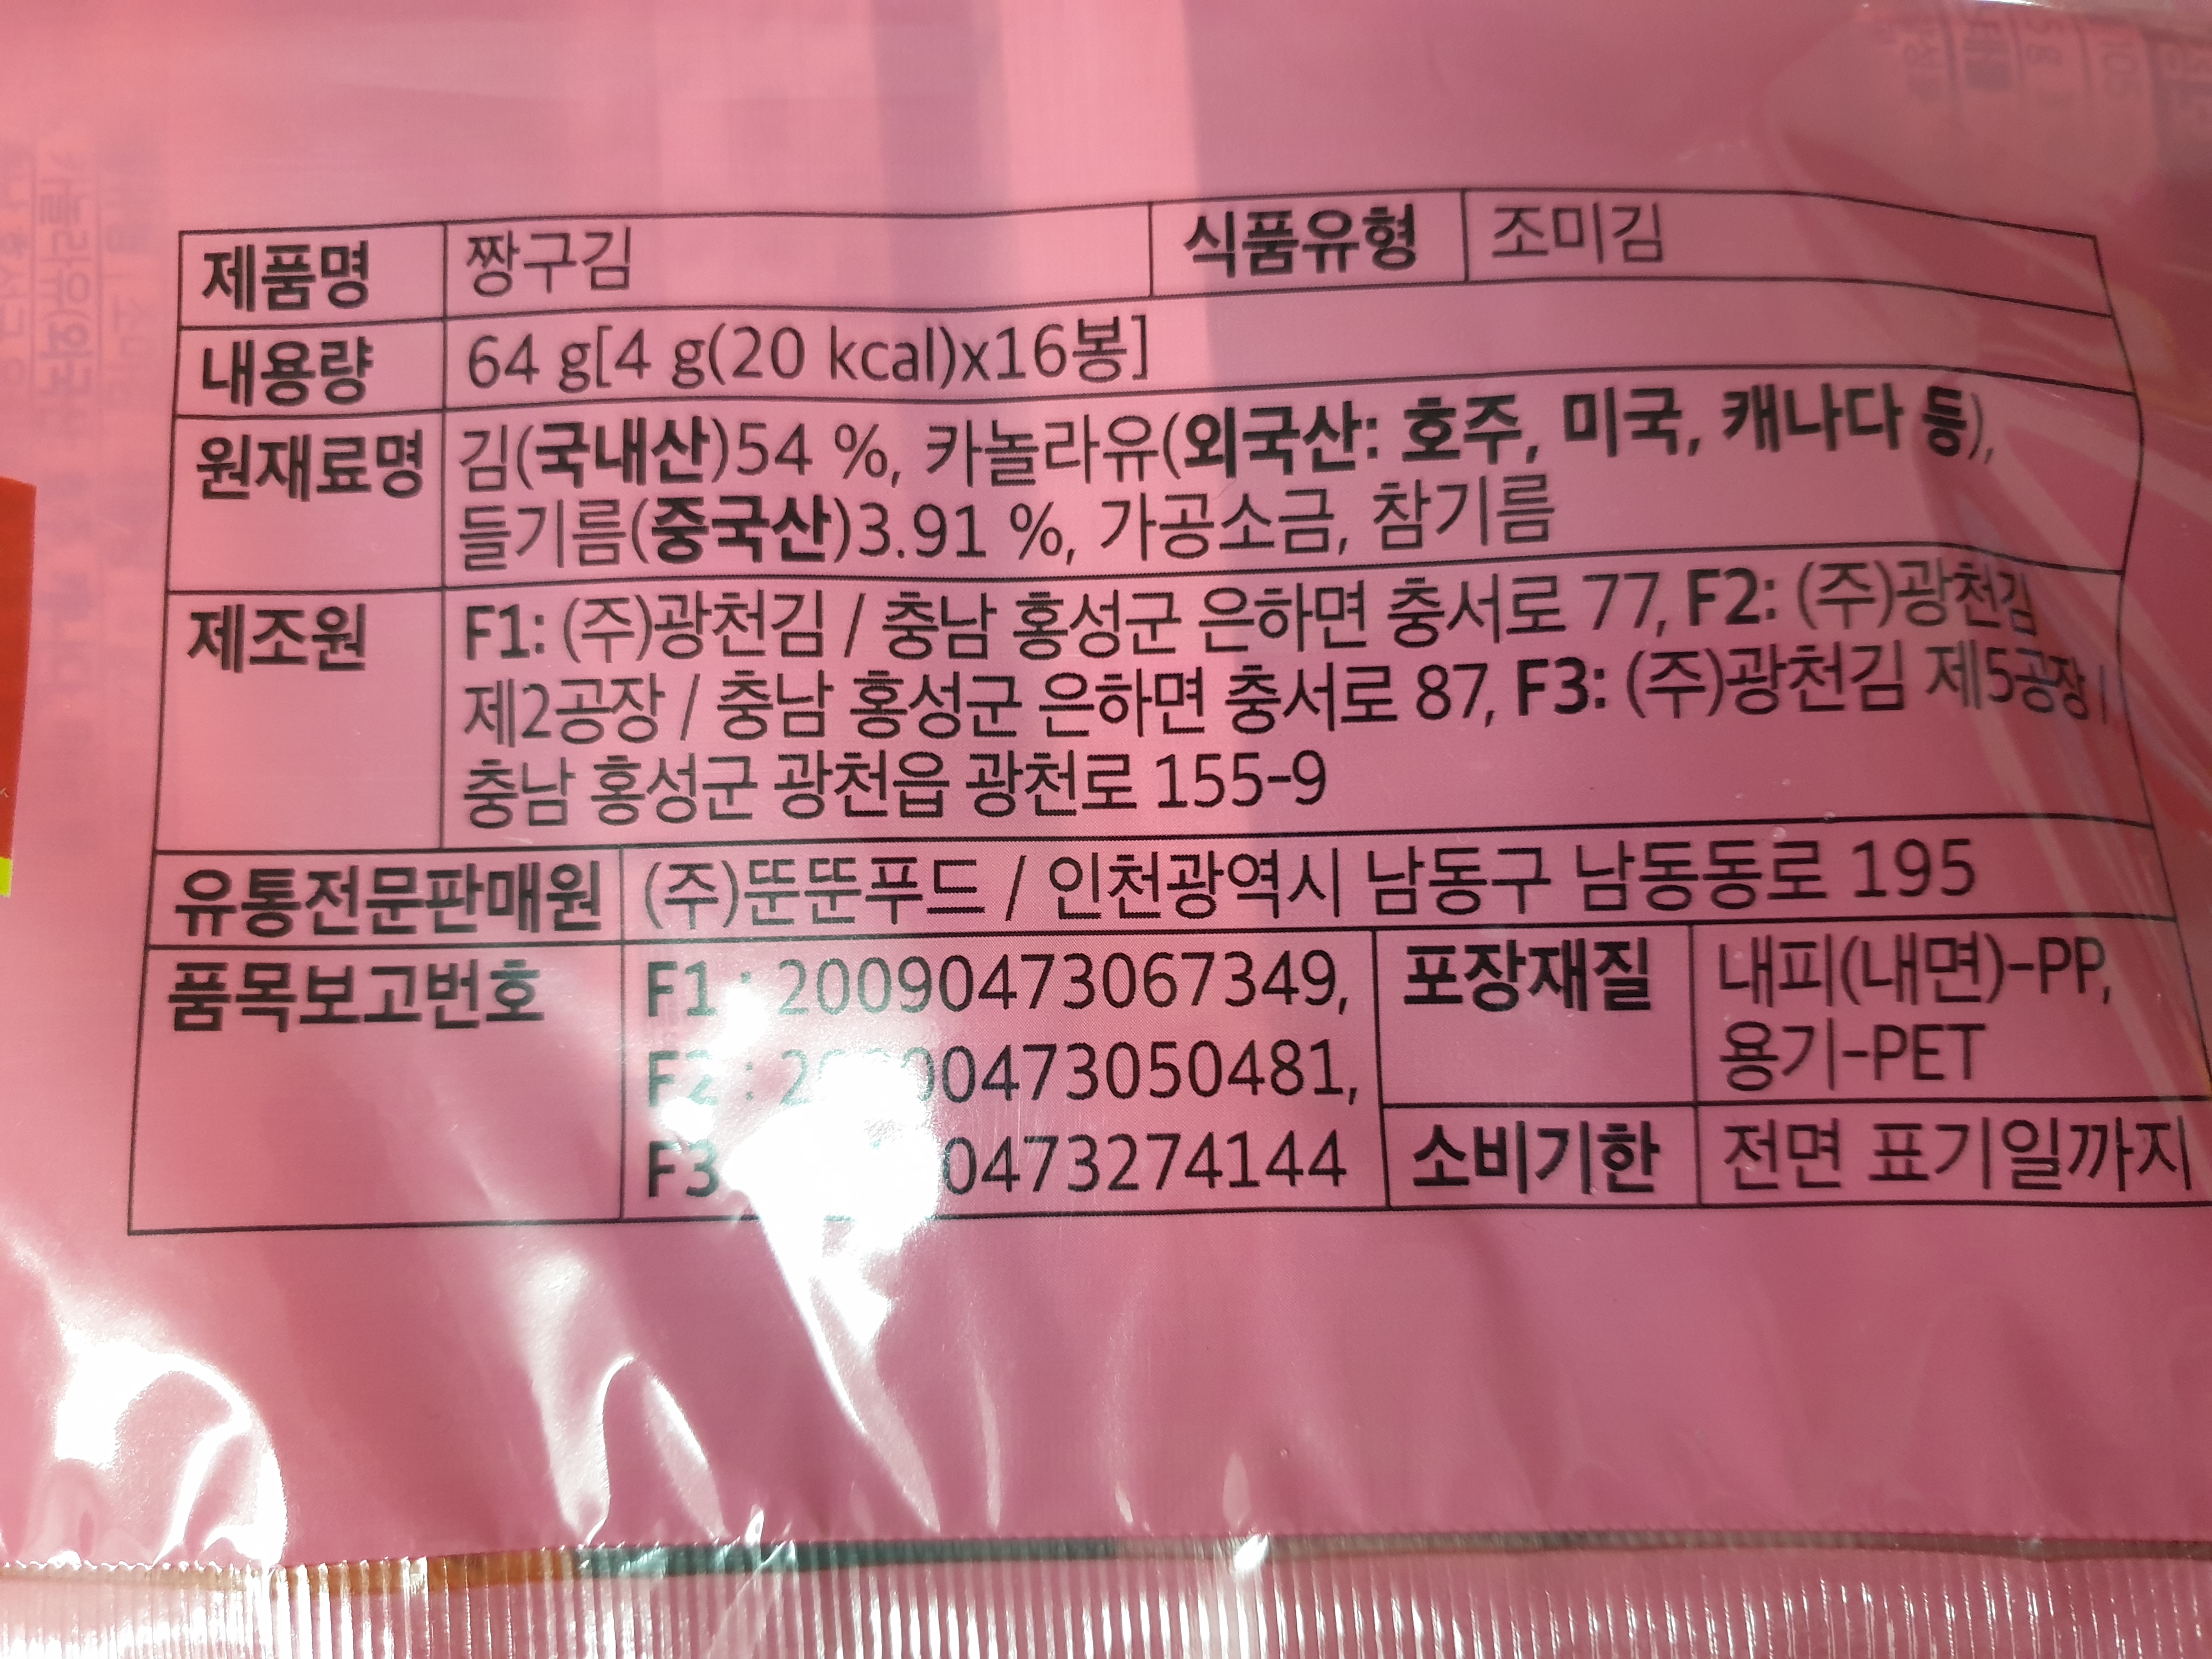 제품명 짱구김 식품유형 조미김
내용량 64 g[4 g(20 kcal)x16봉]
원재료명 김(국내산)54 %, 카놀라유(외국산: 호주, 미국, 캐나다 등),
들기름(중국산)3.91 %, 가공소금, 참기름
제조원 F1: (주)광천김 / 충남 홍성군 은하면 충서로 77, F2: (주)광천김
제2공장 / 충남 홍성군 은하면 충서로 87, F3: (주)광천김 제5공장 /
충남 홍성군 광천읍 광천로 155-9
유통전문판매원 (주)뚠뚠푸드 / 인천광역시 남동구 남동동로 195
품목보고번호 F1 : 20090473067349, 포장재질 내피(내면)-PP,
F2 : 용기-PET
F3 소비기한 전면 표기일까지